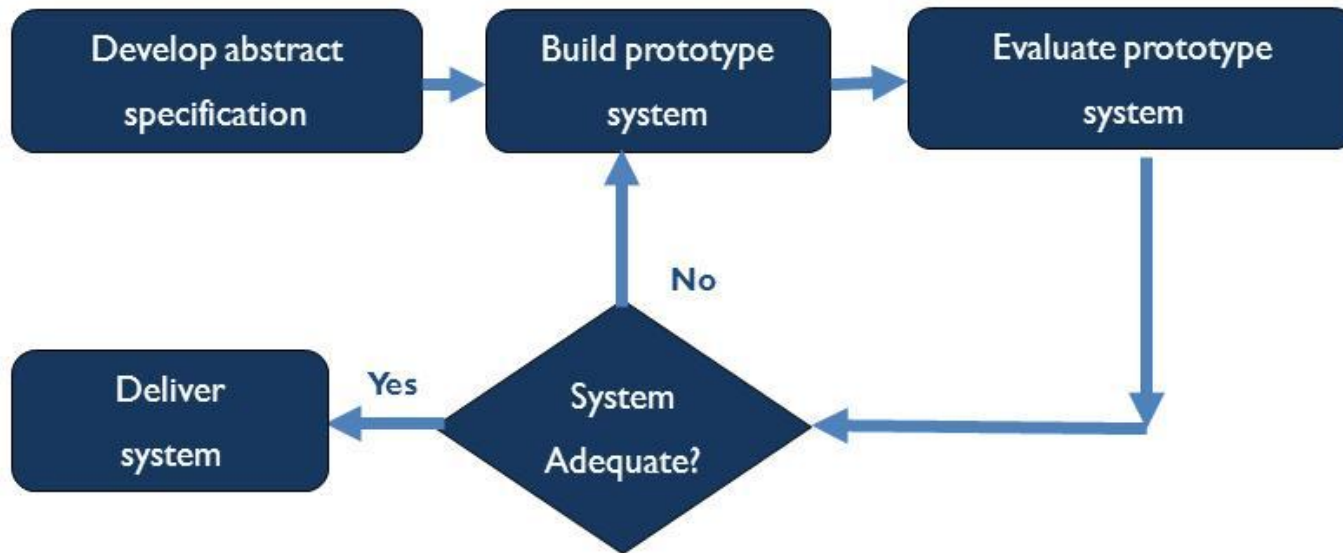 Develop abstract
specification
Build prototype
system
Evaluate prototype
system
No
Yes
Deliver
system
System
Adequate?